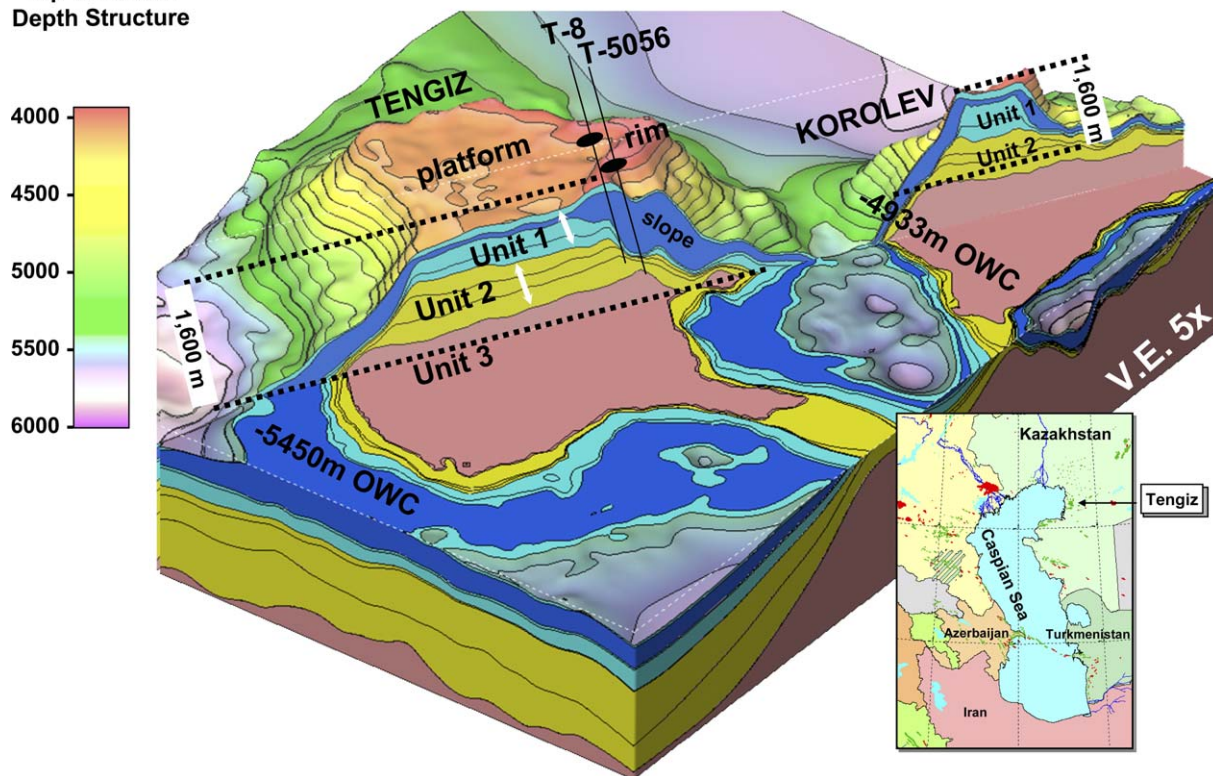 Depth Structure
4000
4500
5000
5500
6000
T-8
T-5056
TENGIZ
KOROLEV
platform
rim
slope
1,600 m
Unit 1
Unit 2
Unit 1
Unit 2
Unit 3
1,600 m
-4933m OWC
-5450m OWC
V.E. 5x
Kazakhstan
Tengiz
Caspian Sea
Azerbaijan
Turkmenistan
Iran